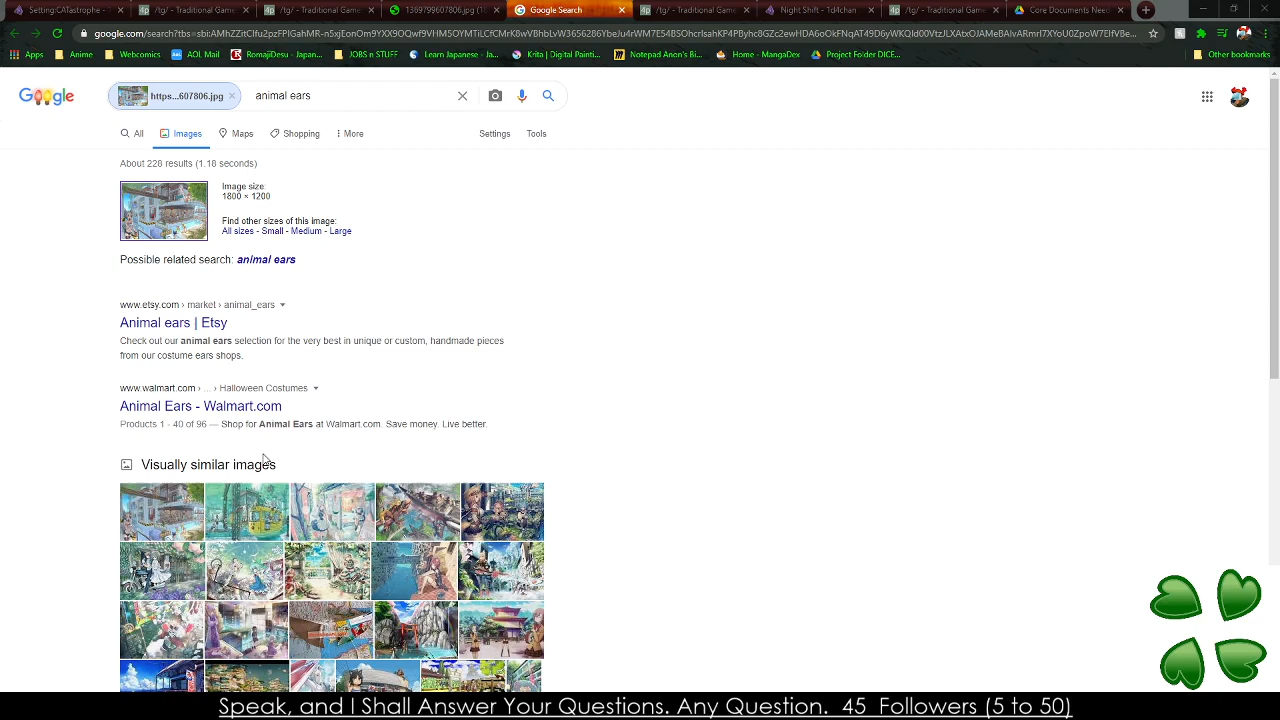 Setting:CATastrophe - /tg/ - Traditional Game /tg/ - Traditional Game 1369799607806.jpg (18 Google Search /tg/ - Traditional Game Night Shift - 1d4chan /tg/ - Traditional Game Core Documents Need
google.com/search?tbs=
Apps Anime Webcomics AOL Mail RomajiDesu - Japan... JOBS n STUFF Learn Japanese - Ja... Krita | Digital Painti... Notepad Anon's Bi... Home - MangaDex Project Folder DICE... Other bookmarks
https...607806.jpg animal ears
All Images Maps Shopping More Settings Tools
About 228 results (1.18 seconds)
Image size:
1800 × 1200
Find other sizes of this image:
All sizes - Small - Medium - Large
Possible related search: animal ears
www.etsy.com › market › animal_ears
Animal ears | Etsy
Check out our animal ears selection for the very best in unique or custom, handmade pieces
from our costume ears shops.
www.walmart.com › ... › Halloween Costumes
Animal Ears - Walmart.com
Products 1 - 40 of 96 — Shop for Animal Ears at Walmart.com. Save money. Live better.
Visually similar images
Speak, and I Shall Answer Your Questions. Any Question. 45 Followers (5 to 50)